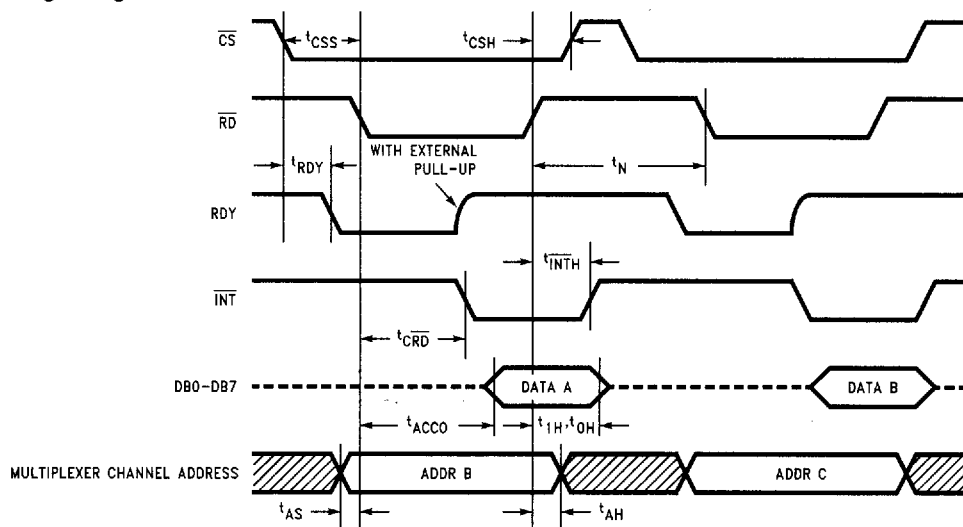 CS
tCSS
tCSH
RD
WITH EXTERNAL
PULL-UP
tRDY
tN
RDY
tINTH
INT
tCRD
DB0-DB7
DATA A
DATA B
tACC0
t1H, t0H
MULTIPLEXER CHANNEL ADDRESS
ADDR B
ADDR C
tAS
tAH